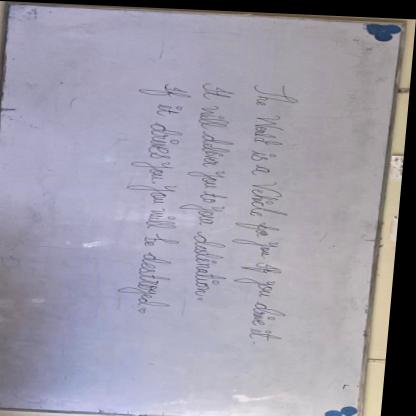 The World is a Vehicle for you if you drive it.
It will deliver you to your destination.
If it drives you you will be destroyed.